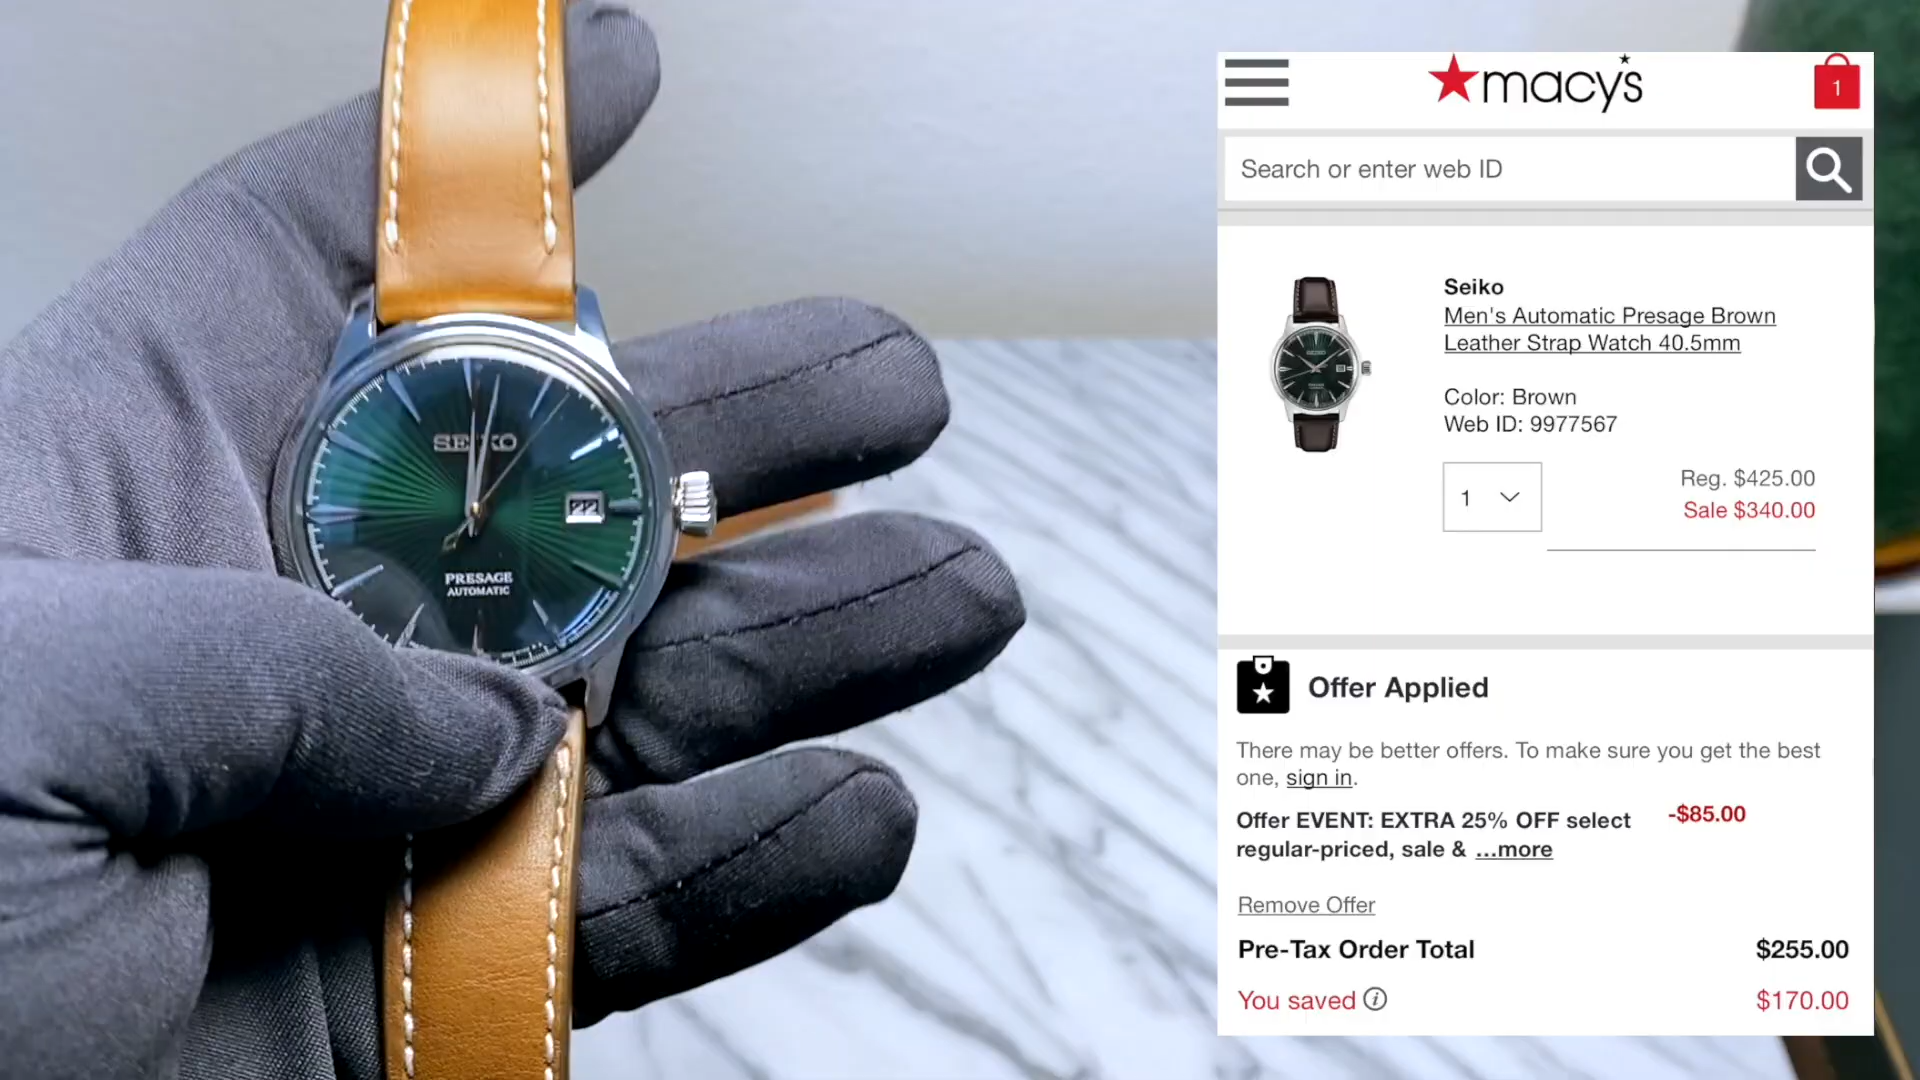 SEIKO
22
PRESAGE
AUTOMATIC
macy's
1
Search or enter web ID
Seiko
Men's Automatic Presage Brown
Leather Strap Watch 40.5mm
Color: Brown
Web ID: 9977567
1
Reg. $425.00
Sale $340.00
Offer Applied
There may be better offers. To make sure you get the best
one, sign in.
Offer EVENT: EXTRA 25% OFF select
-$85.00
regular-priced, sale & ...more
Remove Offer
Pre-Tax Order Total
$255.00
You saved
$170.00